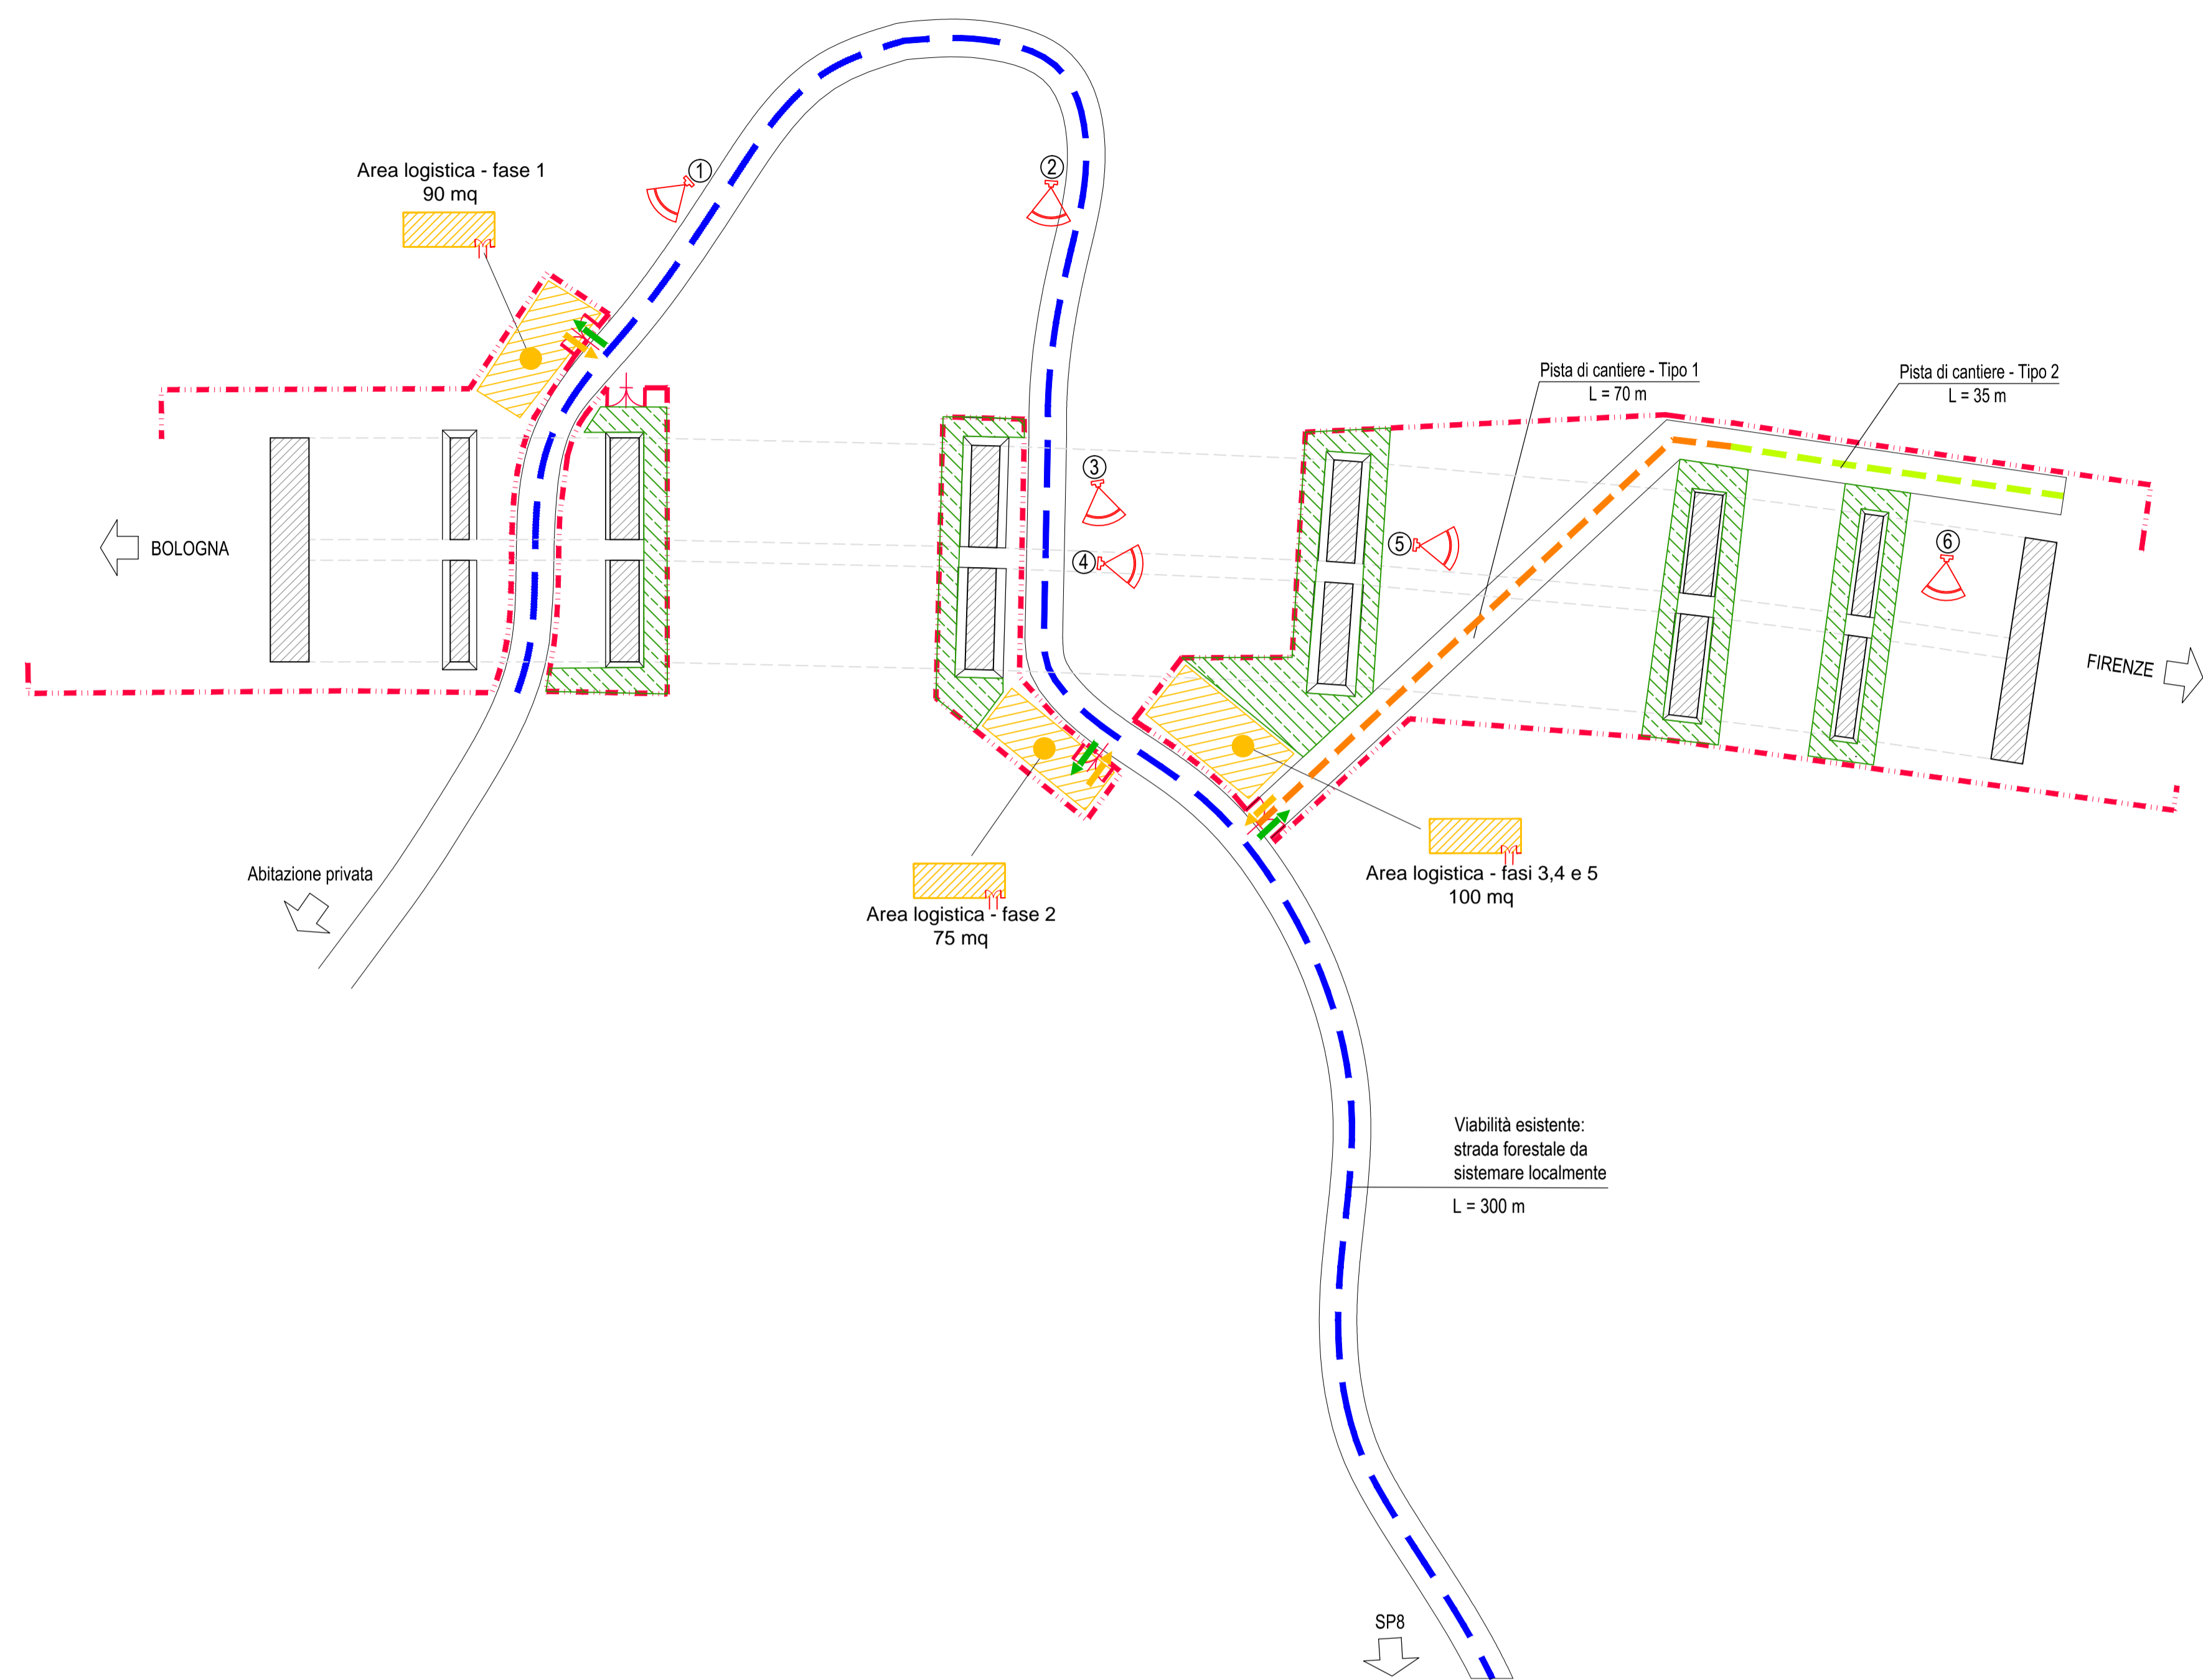 Area logistica - fase 1
90 mq
1
2
Pista di cantiere - Tipo 1
L = 70 m
Pista di cantiere - Tipo 2
L = 35 m
3
4
5
6
BOLOGNA
FIRENZE
Abitazione privata
Area logistica - fase 2
75 mq
Area logistica - fasi 3,4 e 5
100 mq
Viabilità esistente:
strada forestale da
sistemare localmente
L = 300 m
SP8